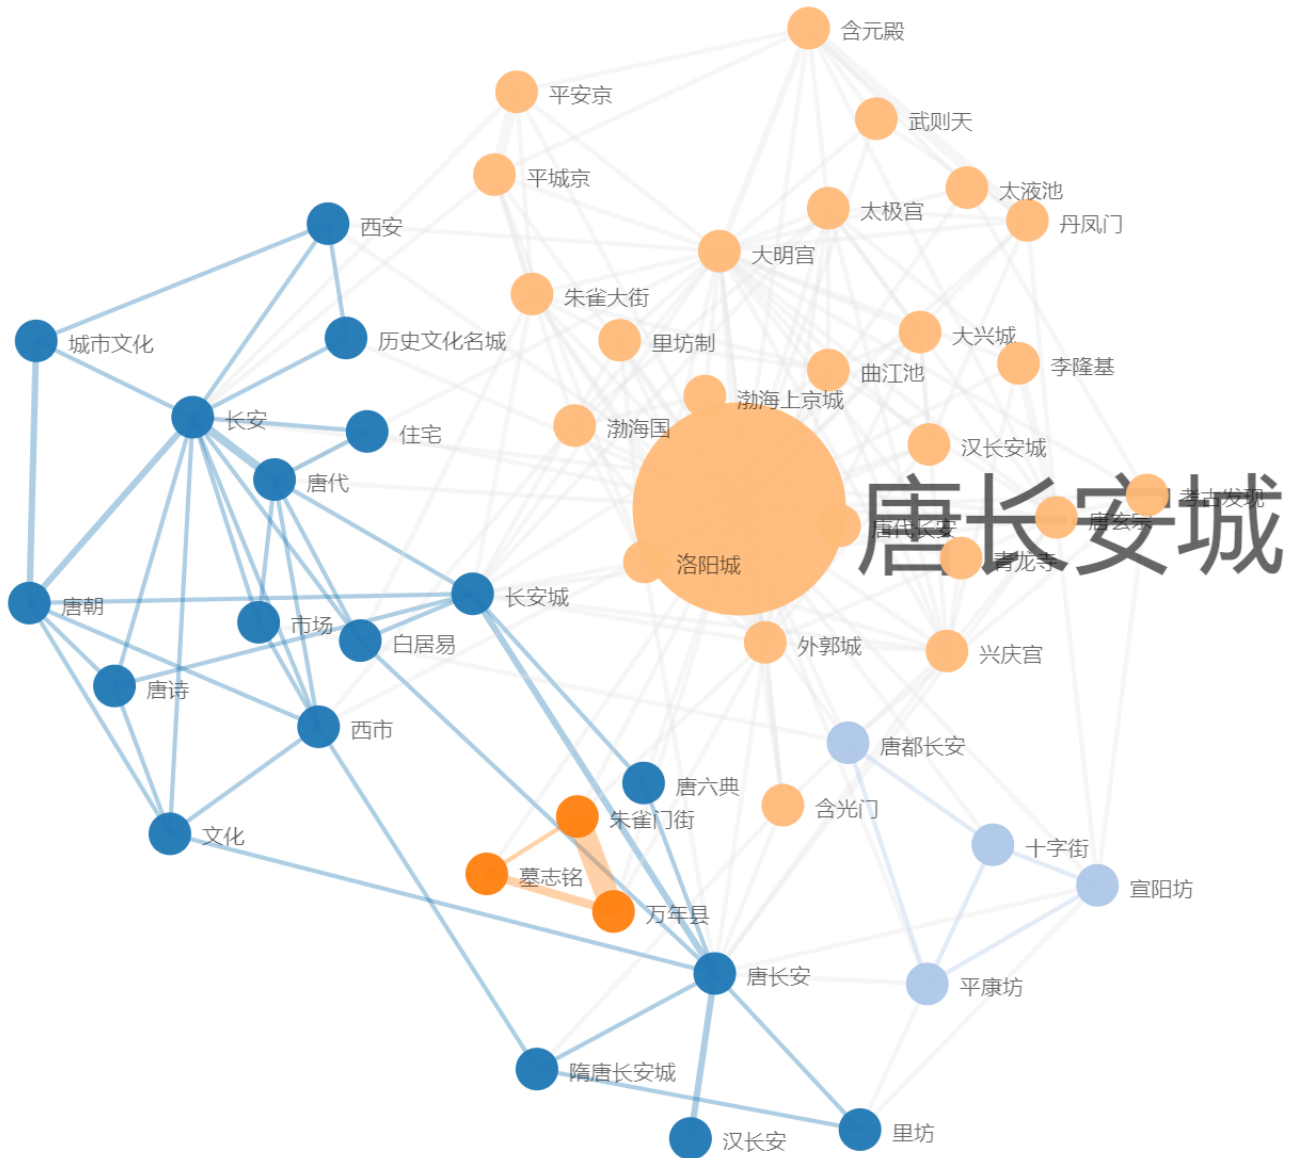 含元殿
平安京
武则天
平城京
太液池
太极宫
丹凤门
西安
大明宫
朱雀大街
大兴城
城市文化
历史文化名城
里坊制
李隆基
曲江池
渤海上京城
长安
渤海国
住宅
汉长安城
唐代
考古发现
唐长安城
唐玄宗
唐代长安
青龙寺
洛阳城
长安城
唐朝
市场
白居易
外郭城
兴庆宫
唐诗
西市
唐都长安
唐六典
含光门
朱雀门街
文化
十字街
墓志铭
宣阳坊
万年县
唐长安
平康坊
隋唐长安城
里坊
汉长安